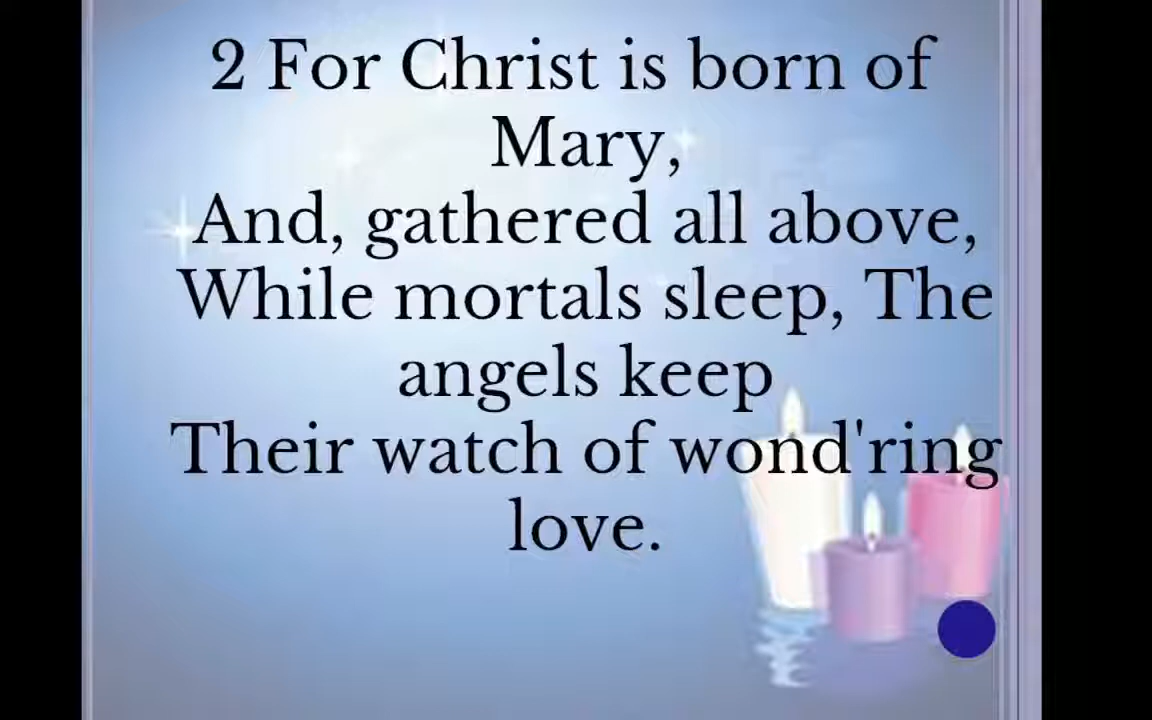 2 For Christ is born of
Mary,
And, gathered all above,
While mortals sleep, The
angels keep
Their watch of wond'ring
love.